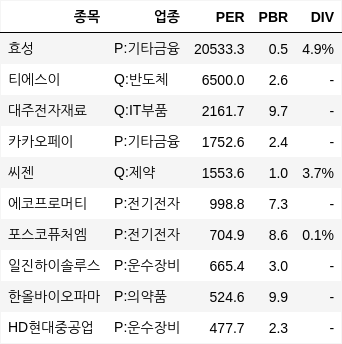 종목 업종 PER PBR DIV
효성 P:기타금융 20533.3 0.5 4.9%
티에스이 Q:반도체 6500.0 2.6 -
대주전자재료 Q:IT부품 2161.7 9.7 -
카카오페이 P:기타금융 1752.6 2.4 -
씨젠 Q:제약 1553.6 1.0 3.7%
에코프로머티 P:전기전자 998.8 7.3 -
포스코퓨처엠 P:전기전자 704.9 8.6 0.1%
일진하이솔루스 P:운수장비 665.4 3.0 -
한올바이오파마 P:의약품 524.6 9.9 -
HD현대중공업 P:운수장비 477.7 2.3 -